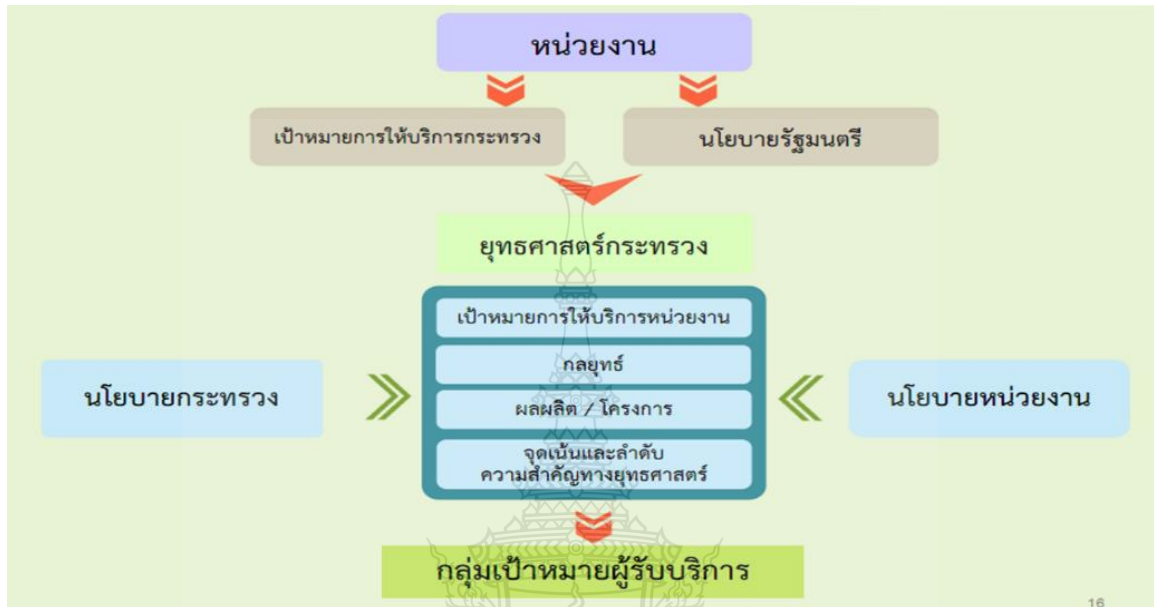 หน่วยงาน
เป้าหมายการให้บริการกระทรวง
นโยบายรัฐมนตรี
ยุทธศาสตร์กระทรวง
เป้าหมายการให้บริการหน่วยงาน
กลยุทธ์
นโยบายกระทรวง
ผลผลิต / โครงการ
นโยบายหน่วยงาน
จุดเน้นและลำดับ
ความสำคัญทางยุทธศาสตร์
กลุ่มเป้าหมายผู้รับบริการ
16